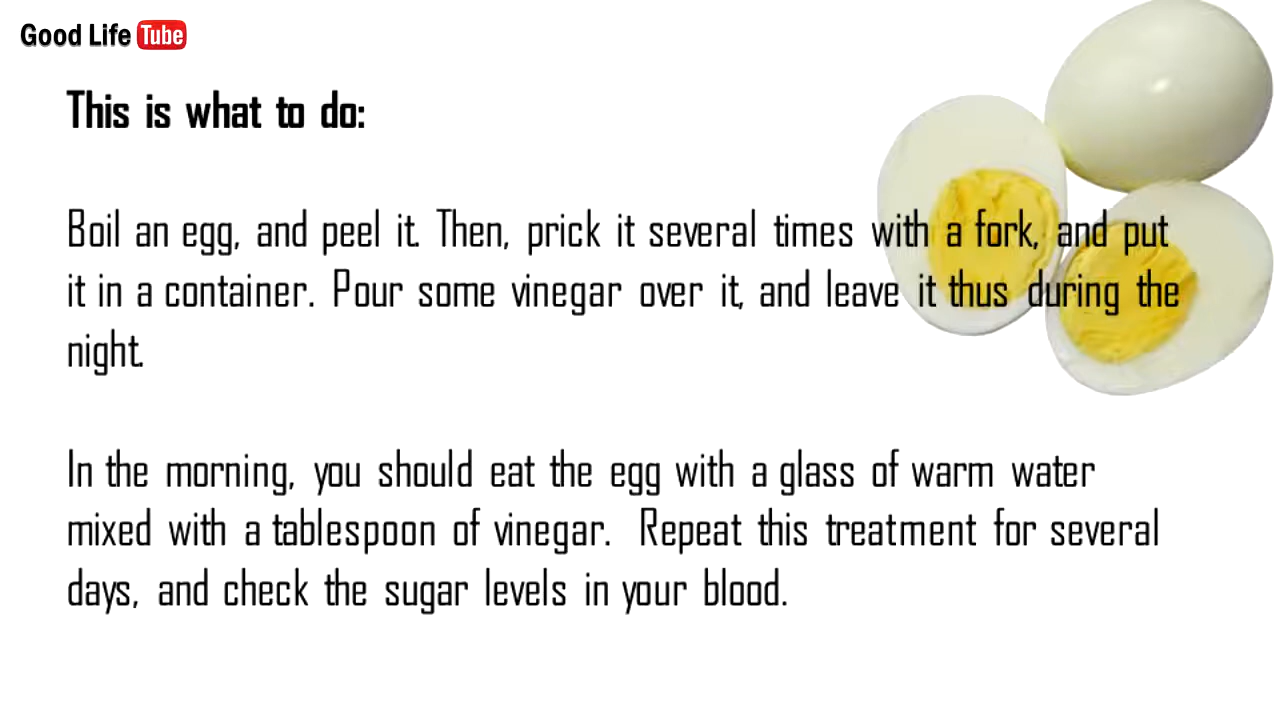 Good Life Tube
This is what to do:
Boil an egg, and peel it. Then, prick it several times with a fork, and put
it in a container. Pour some vinegar over it, and leave it thus during the
night.
In the morning, you should eat the egg with a glass of warm water
mixed with a tablespoon of vinegar. Repeat this treatment for several
days, and check the sugar levels in your blood.